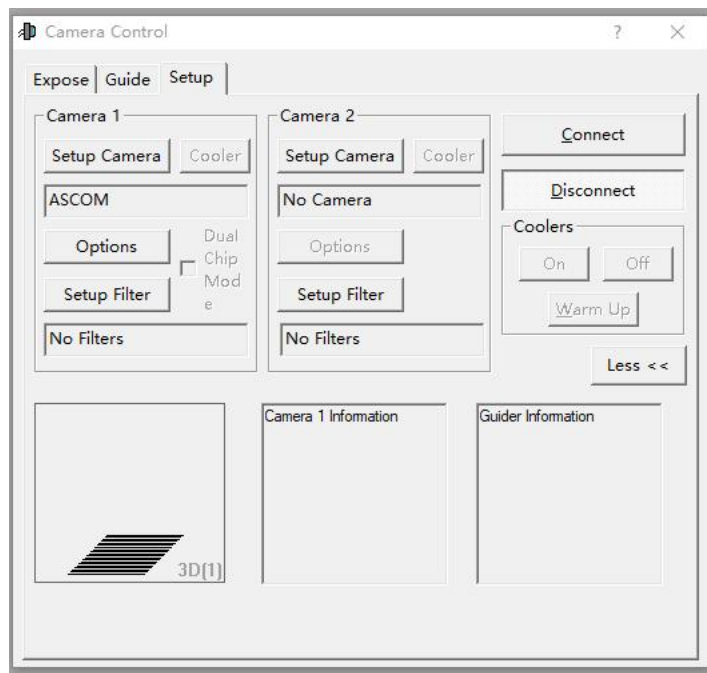 Camera Control
?
Expose Guide Setup
Camera 1
Setup Camera Cooler
ASCOM
Options
Dual
Chip
Mod
e
Setup Filter
No Filters
Camera 2
Setup Camera Cooler
No Camera
Options
Setup Filter
No Filters
Connect
Disconnect
Coolers
On Off
Warm Up
Less <<
3D(1)
Camera 1 Information
Guider Information